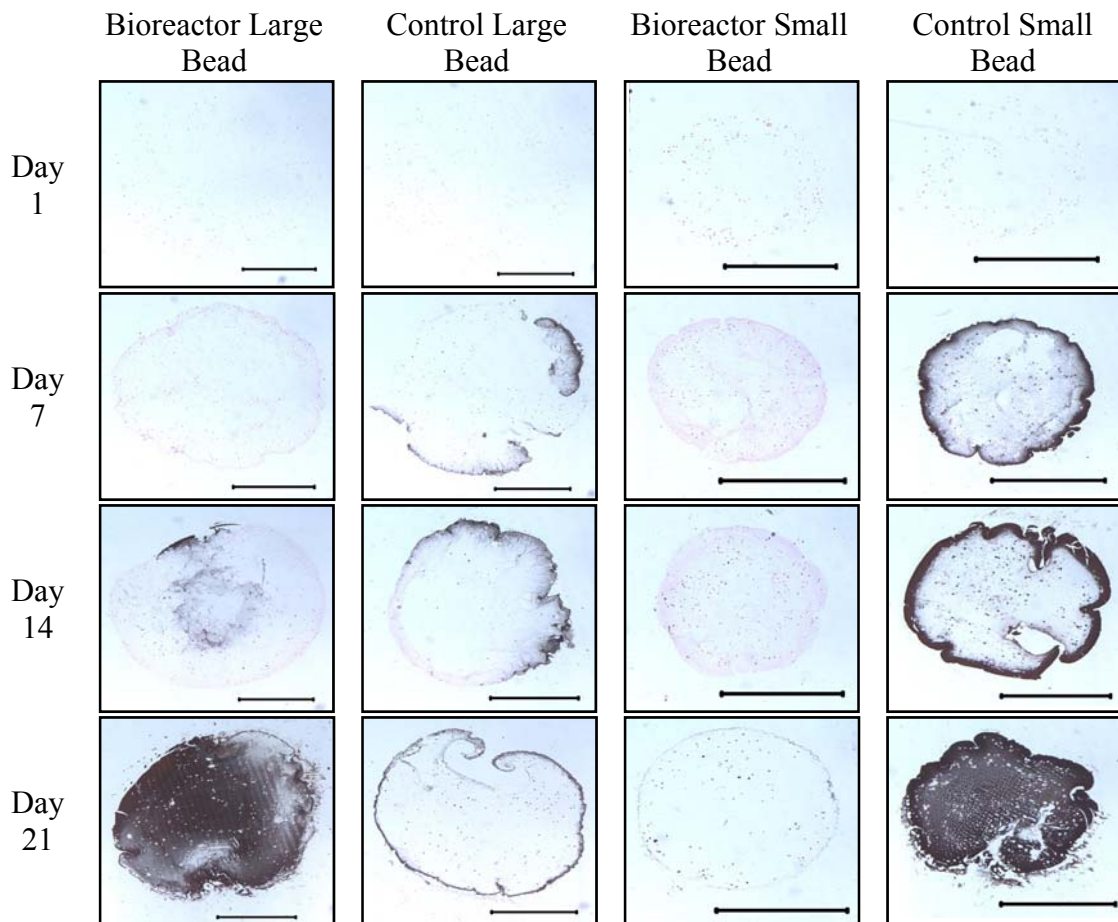 Bioreactor Large Bead
Control Large Bead
Bioreactor Small Bead
Control Small Bead
Day 1
Day 7
Day 14
Day 21